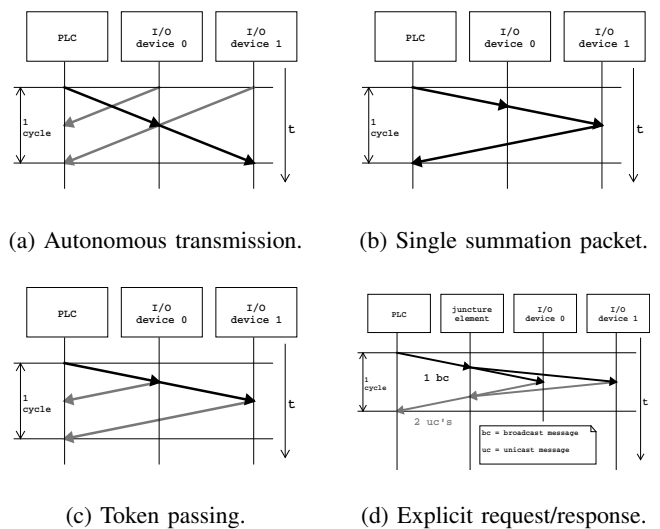 PLC
I/O
device 0
I/O
device 1
1
cycle
t
(a) Autonomous transmission.
PLC
I/O
device 0
I/O
device 1
1
cycle
t
(b) Single summation packet.
PLC
I/O
device 0
I/O
device 1
1
cycle
t
(c) Token passing.
PLC
juncture
element
I/O
device 0
I/O
device 1
1
cycle
1 bc
2 uc's
t
bc = broadcast message
uc = unicast message
(d) Explicit request/response.